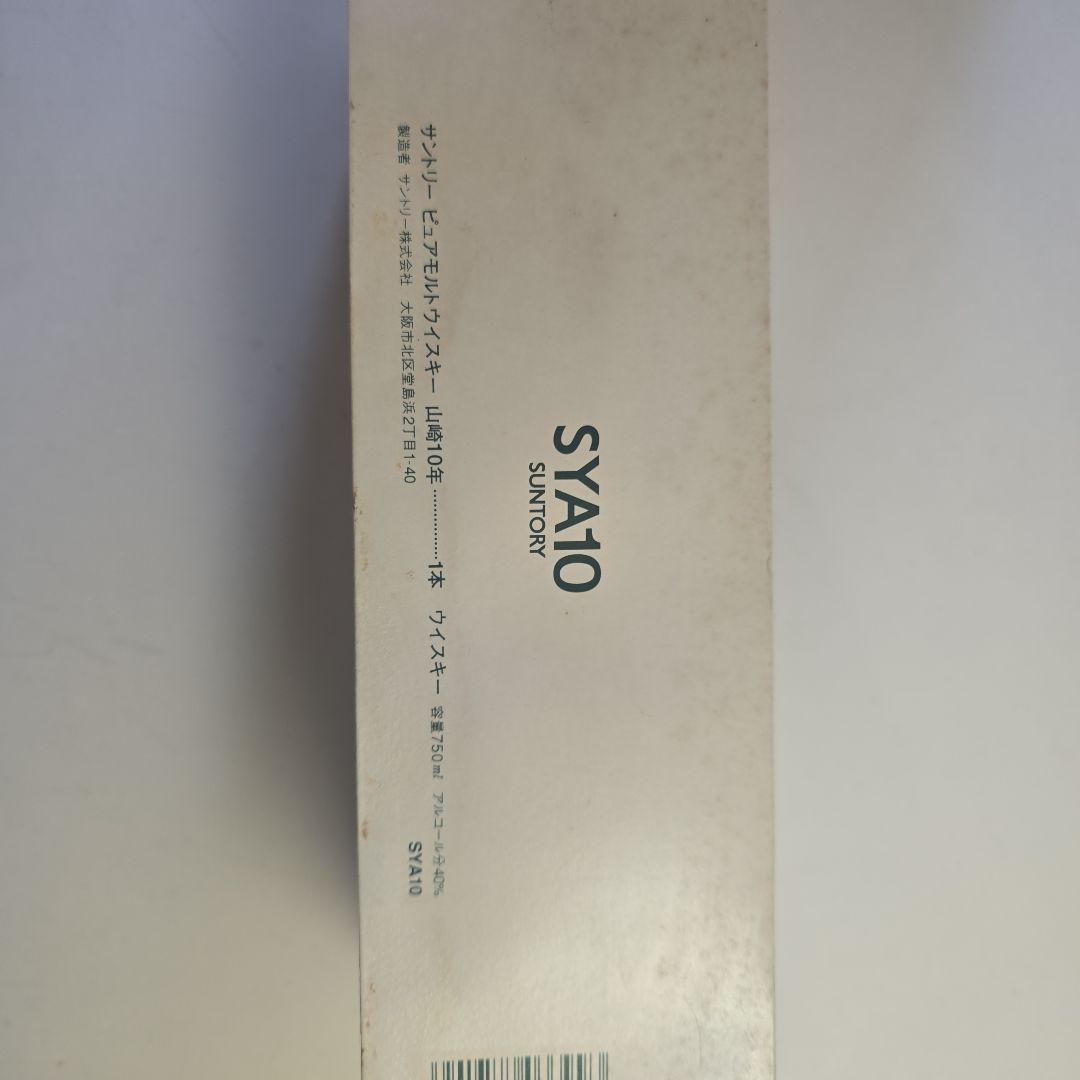 SYA10
SUNTORY
サントリー ピュアモルトウイスキー 山崎10年……………1本 ウイスキー 容量750ml アルコール分40%
製造者 サントリー株式会社 大阪市北区堂島浜2丁目1-40
SYA10